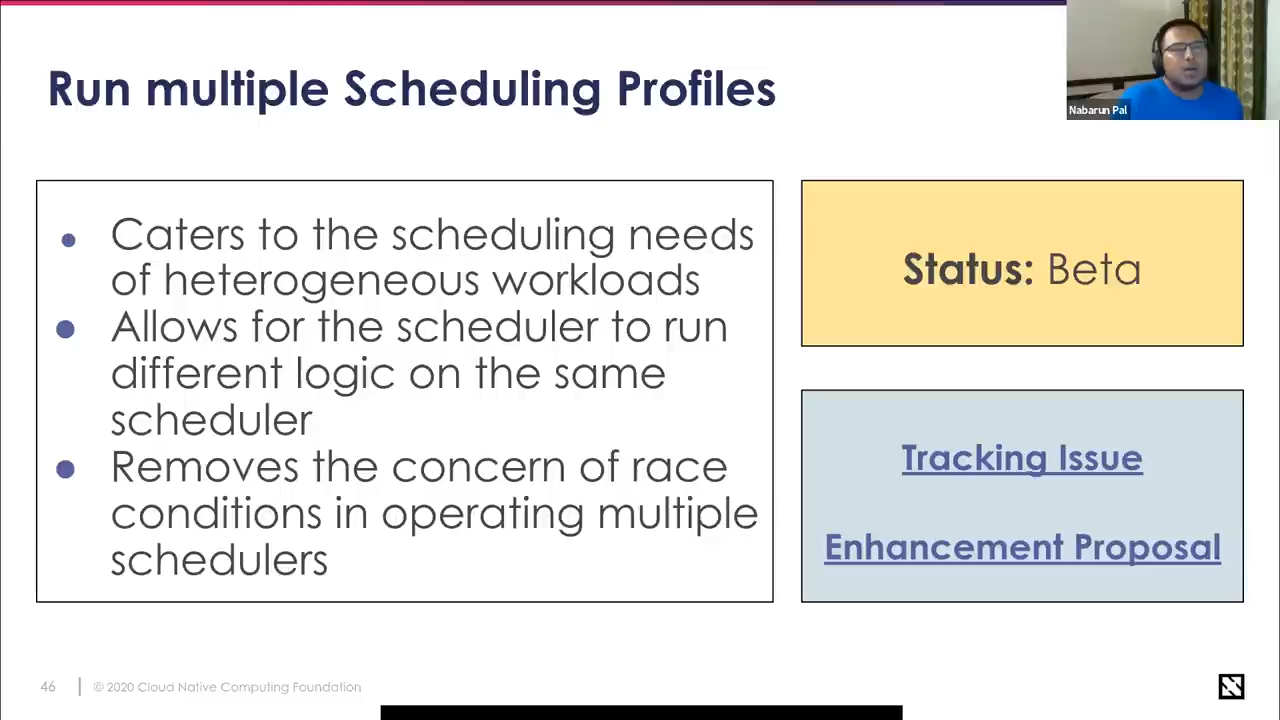 Run multiple Scheduling Profiles
Nabarun Pal
● Caters to the scheduling needs
of heterogeneous workloads
● Allows for the scheduler to run
different logic on the same
scheduler
● Removes the concern of race
conditions in operating multiple
schedulers
Status: Beta
Tracking Issue
Enhancement Proposal
46
© 2020 Cloud Native Computing Foundation